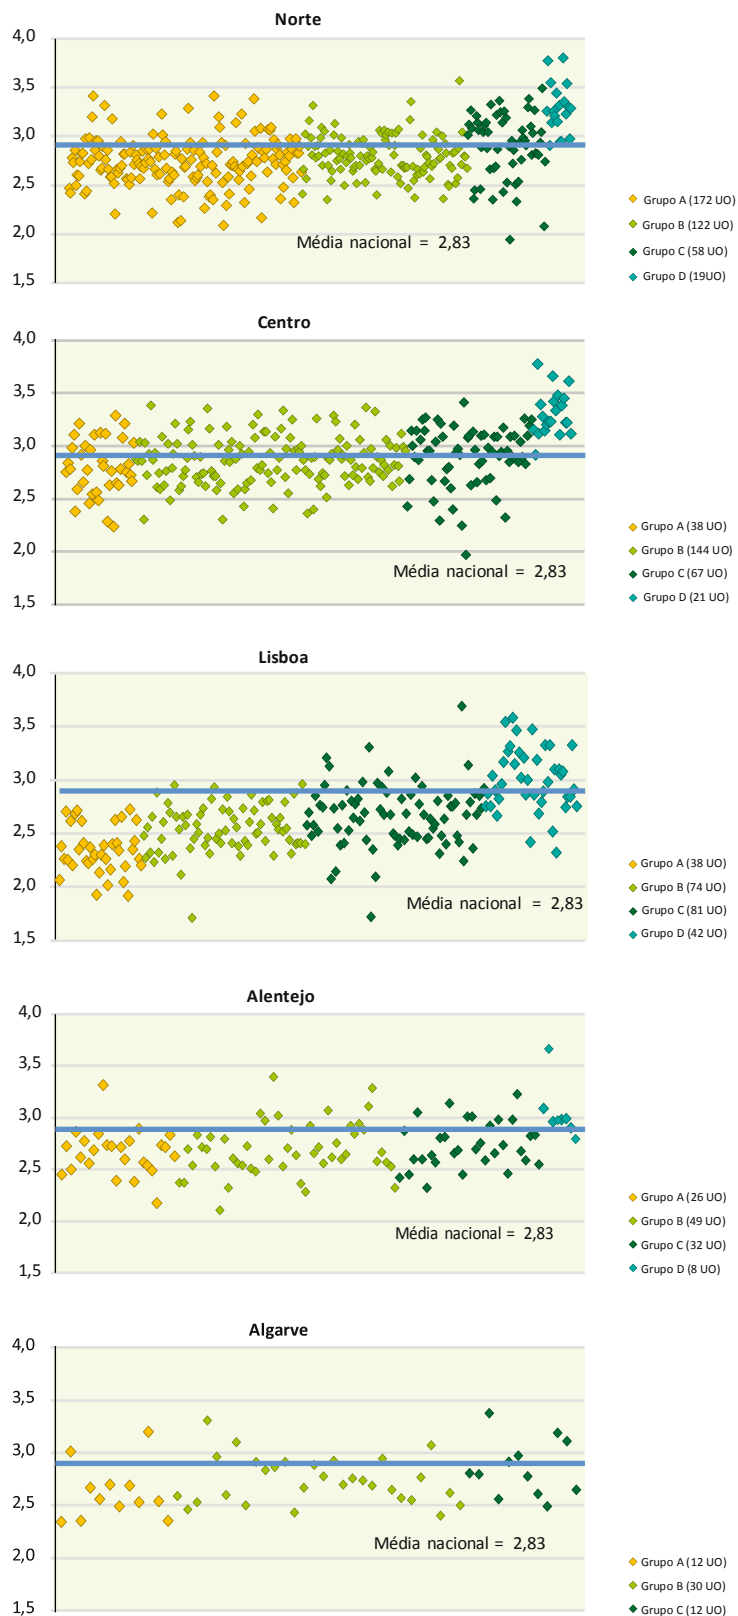 Norte
4,0
3,5
3,0
2,5
2,0
1,5
Média nacional = 2,83
Grupo A (172 UO)
Grupo B (122 UO)
Grupo C (58 UO)
Grupo D (19UO)
Centro
4,0
3,5
3,0
2,5
2,0
1,5
Média nacional = 2,83
Grupo A (38 UO)
Grupo B (144 UO)
Grupo C (67 UO)
Grupo D (21 UO)
Lisboa
4,0
3,5
3,0
2,5
2,0
1,5
Média nacional = 2,83
Grupo A (38 UO)
Grupo B (74 UO)
Grupo C (81 UO)
Grupo D (42 UO)
Alentejo
4,0
3,5
3,0
2,5
2,0
1,5
Média nacional = 2,83
Grupo A (26 UO)
Grupo B (49 UO)
Grupo C (32 UO)
Grupo D (8 UO)
Algarve
4,0
3,5
3,0
2,5
2,0
1,5
Média nacional = 2,83
Grupo A (12 UO)
Grupo B (30 UO)
Grupo C (12 UO)